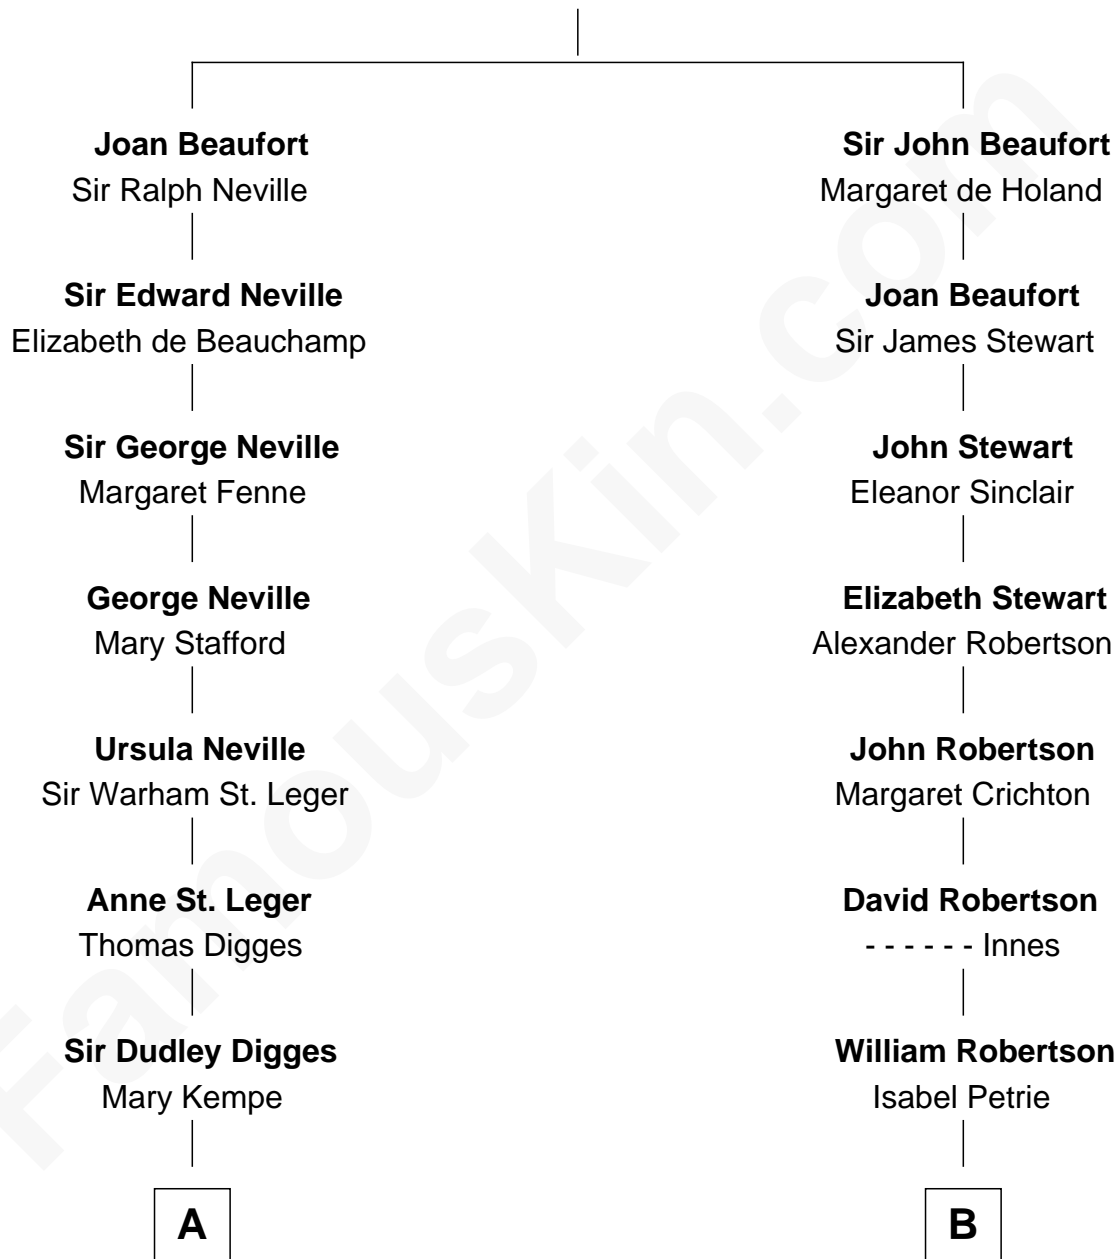 Joan Beaufort
Sir Ralph Neville
Sir John Beaufort
Margaret de Holand
Sir Edward Neville
Elizabeth de Beauchamp
Joan Beaufort
Sir James Stewart
Sir George Neville
Margaret Fenne
John Stewart
Eleanor Sinclair
George Neville
Mary Stafford
Elizabeth Stewart
Alexander Robertson
Ursula Neville
Sir Warham St. Leger
John Robertson
Margaret Crichton
Anne St. Leger
Thomas Digges
David Robertson
- - - - - - Innes
Sir Dudley Digges
Mary Kempe
William Robertson
Isabel Petrie
A
B
FamousKin.com